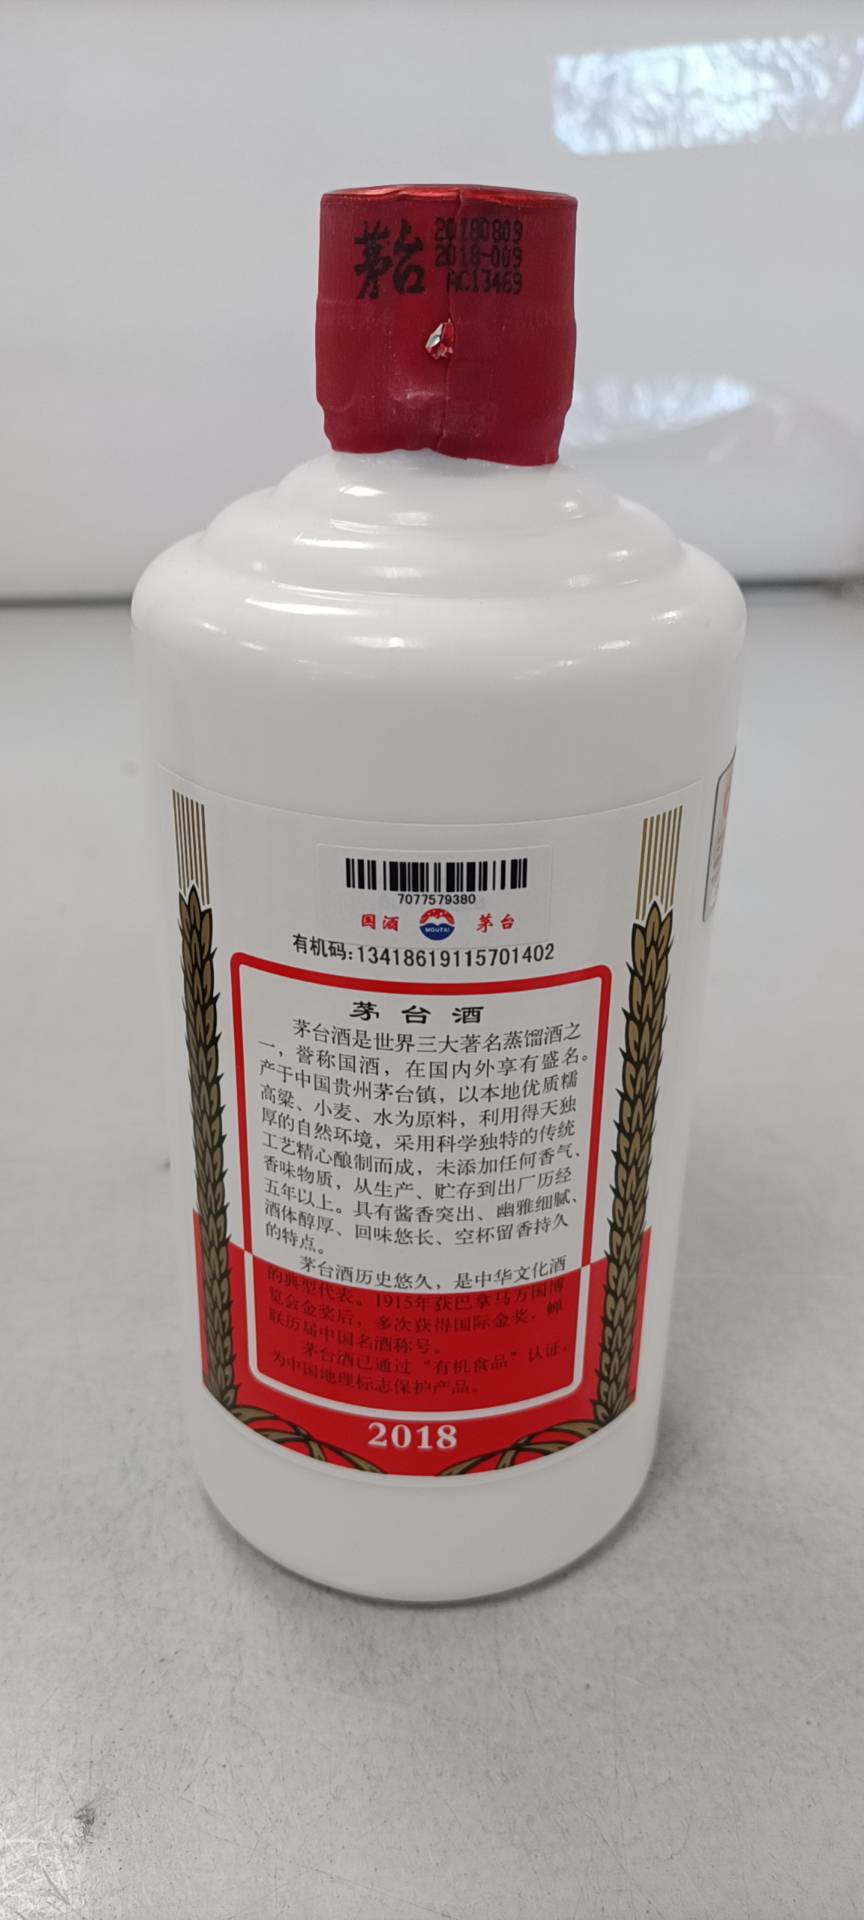 茅台
20180809
2018-009
AC13469
7077579380
国酒 MOUTAI 茅台
有机码:13418619115701402
茅台酒
茅台酒是世界三大著名蒸馏酒之
一，誉称国酒，在国内外享有盛名。
产于中国贵州茅台镇，以本地优质糯
高粱、小麦、水为原料，利用得天独
厚的自然环境，采用科学独特的传统
工艺精心酿制而成，未添加任何香气、
香味物质，从生产、贮存到出厂历经
五年以上。具有酱香突出、幽雅细腻、
酒体醇厚、回味悠长、空杯留香持久
的特点。
茅台酒历史悠久，是中华文化酒
的典型代表。1915年获巴拿马万国博
览会金奖后，多次获得国际金奖，蝉
联历届中国名酒称号。
茅台酒已通过“有机食品”认证，
为中国地理标志保护产品。
2018